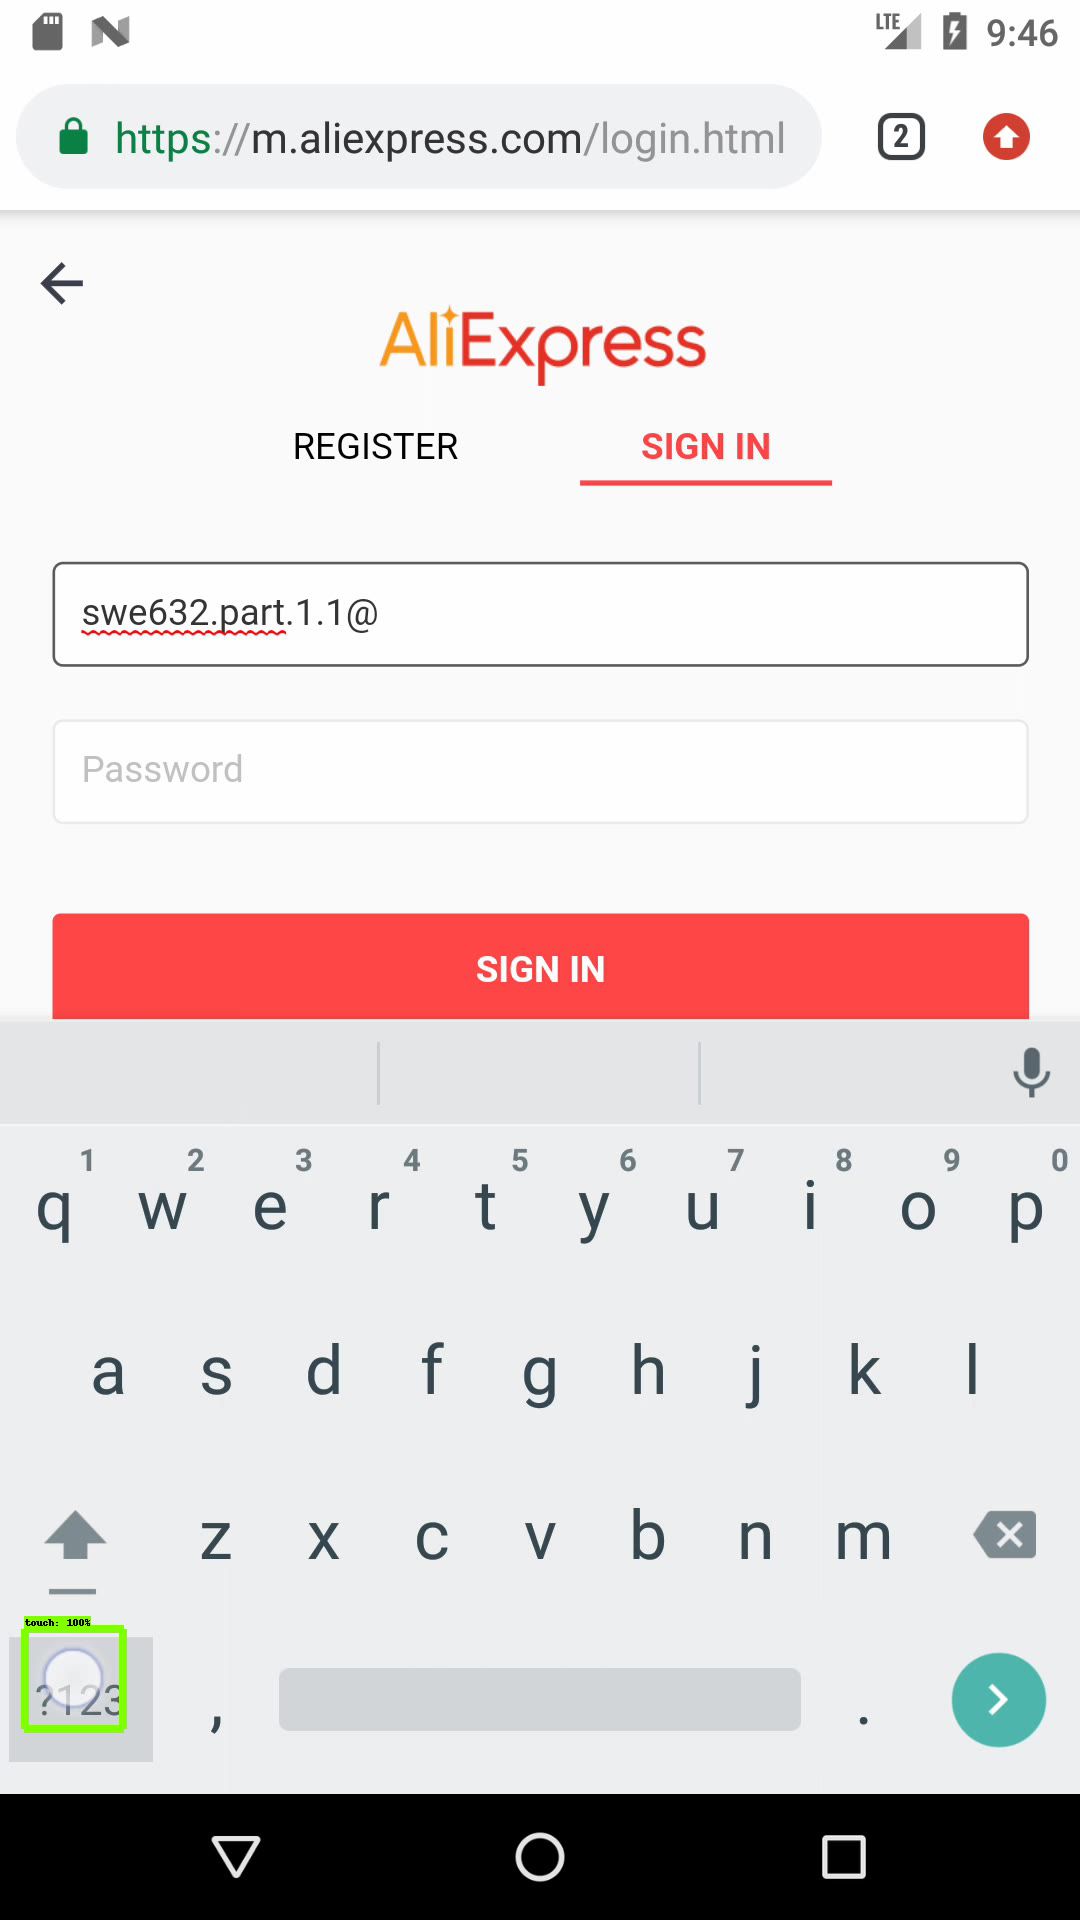 LTE 9:46
https://m.aliexpress.com/login.html 2
AliExpress
REGISTER SIGN IN
swe632.part.1.1@
Password
SIGN IN
1 2 3 4 5 6 7 8 9 0
q w e r t y u i o p
a s d f g h j k l
z x c v b n m
touch: 100%
?123 , .